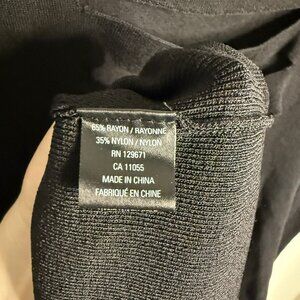 65% RAYON / RAYONNE
35% NYLON / NYLON
RN 129671
CA 11055
MADE IN CHINA
FABRIQUÉ EN CHINE